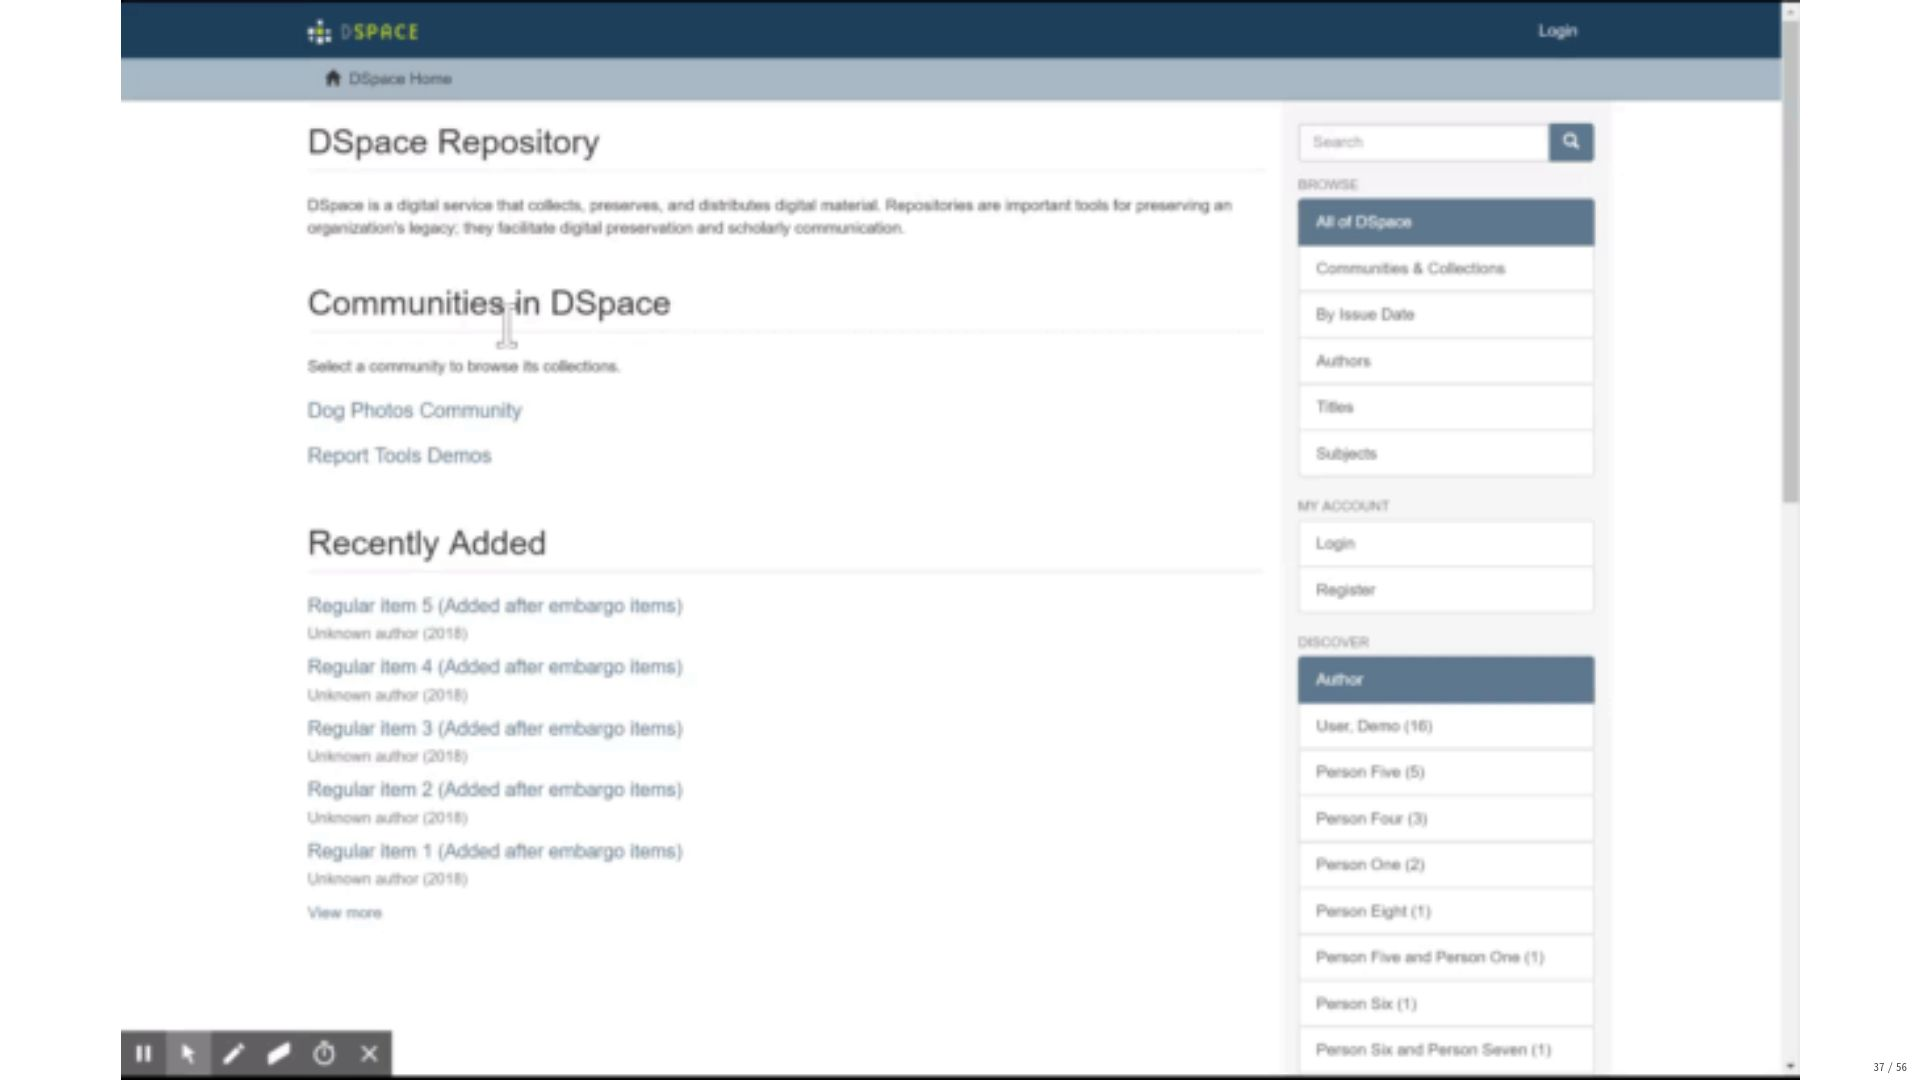 DSPACE
Login
DSpace Home
DSpace Repository
DSpace is a digital service that collects, preserves, and distributes digital material. Repositories are important tools for preserving an
organization's legacy; they facilitate digital preservation and scholarly communication.
Communities in DSpace
Select a community to browse its collections.
Dog Photos Community
Report Tools Demos
Recently Added
Regular item 5 (Added after embargo items)
Unknown author (2018)
Regular item 4 (Added after embargo items)
Unknown author (2018)
Regular item 3 (Added after embargo items)
Unknown author (2018)
Regular item 2 (Added after embargo items)
Unknown author (2018)
Regular item 1 (Added after embargo items)
Unknown author (2018)
View more
Search
BROWSE
All of DSpace
Communities & Collections
By Issue Date
Authors
Titles
Subjects
MY ACCOUNT
Login
Register
DISCOVER
Author
User, Demo (16)
Person Five (5)
Person Four (3)
Person One (2)
Person Eight (1)
Person Five and Person One (1)
Person Six (1)
Person Six and Person Seven (1)
37 / 56